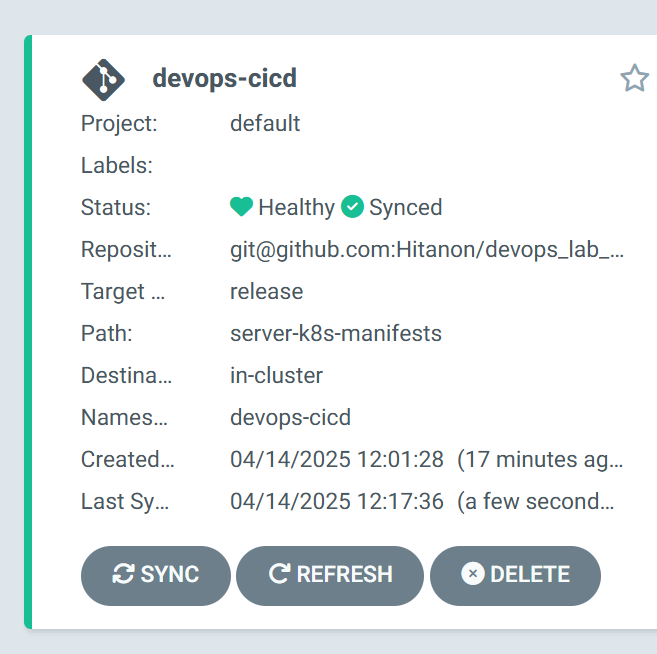 devops-cicd
Project: default
Labels:
Status: Healthy Synced
Reposit... git@github.com:Hitanon/devops_lab_...
Target ... release
Path: server-k8s-manifests
Destina... in-cluster
Names... devops-cicd
Created... 04/14/2025 12:01:28 (17 minutes ag...
Last Sy... 04/14/2025 12:17:36 (a few second...
SYNC REFRESH DELETE